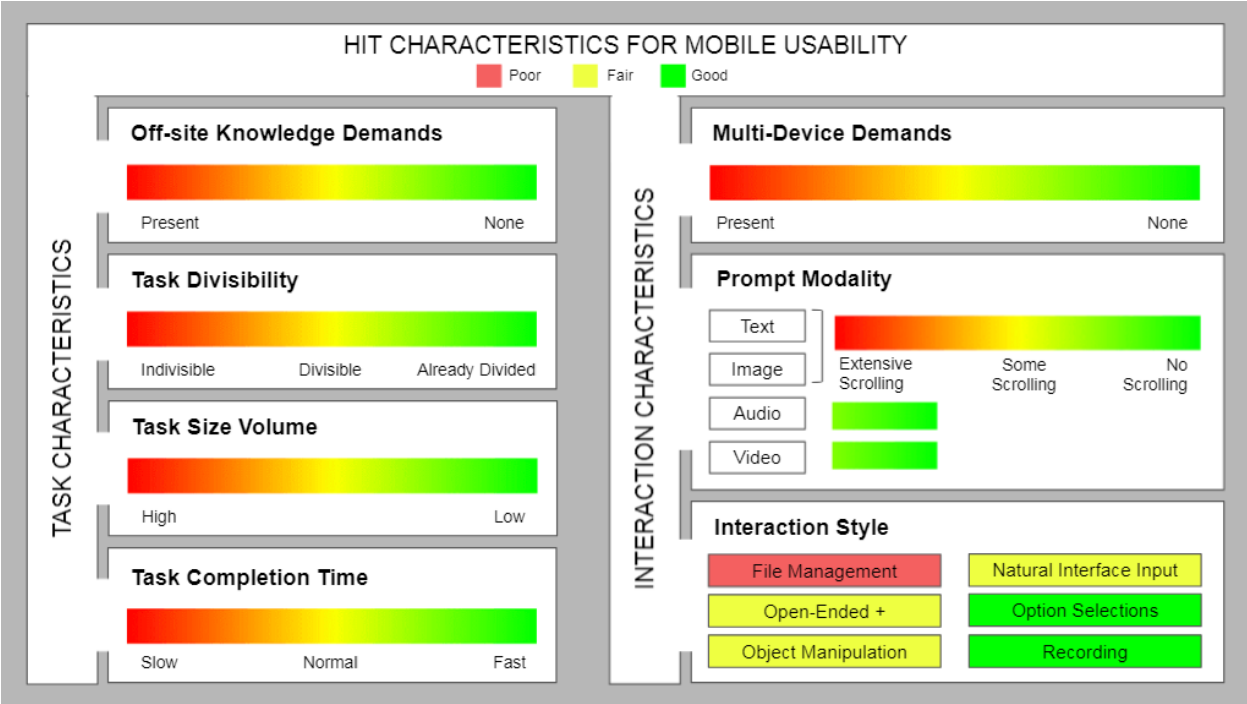 HIT CHARACTERISTICS FOR MOBILE USABILITY
Poor Fair Good
TASK CHARACTERISTICS
Off-site Knowledge Demands
Present None
Task Divisibility
Indivisible Divisible Already Divided
Task Size Volume
High Low
Task Completion Time
Slow Normal Fast
INTERACTION CHARACTERISTICS
Multi-Device Demands
Present None
Prompt Modality
Text
Image
Extensive Some No
Scrolling Scrolling Scrolling
Audio
Video
Interaction Style
File Management Natural Interface Input
Open-Ended + Option Selections
Object Manipulation Recording